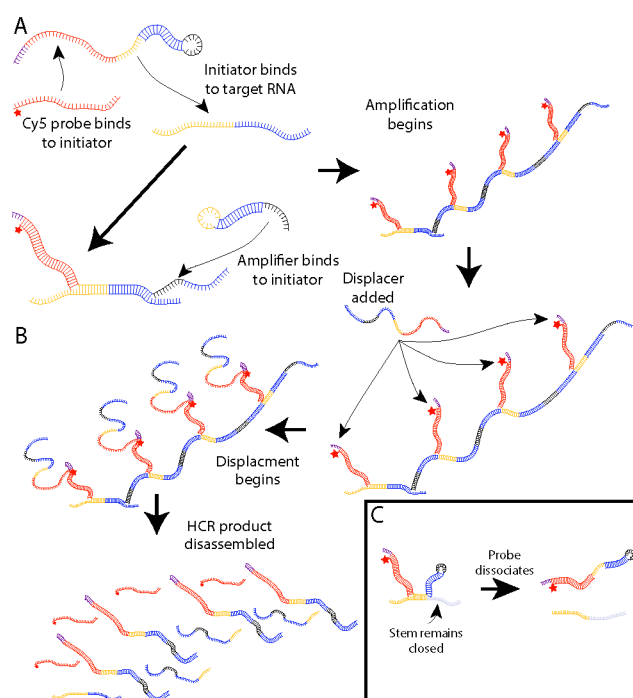 A
Initiator binds
to target RNA
Cy5 probe binds
to initiator
Amplification
begins
Amplifier binds
to initiator
Displacer
added
B
Displacment
begins
HCR product
disassembled
C
Probe
dissociates
Stem remains
closed